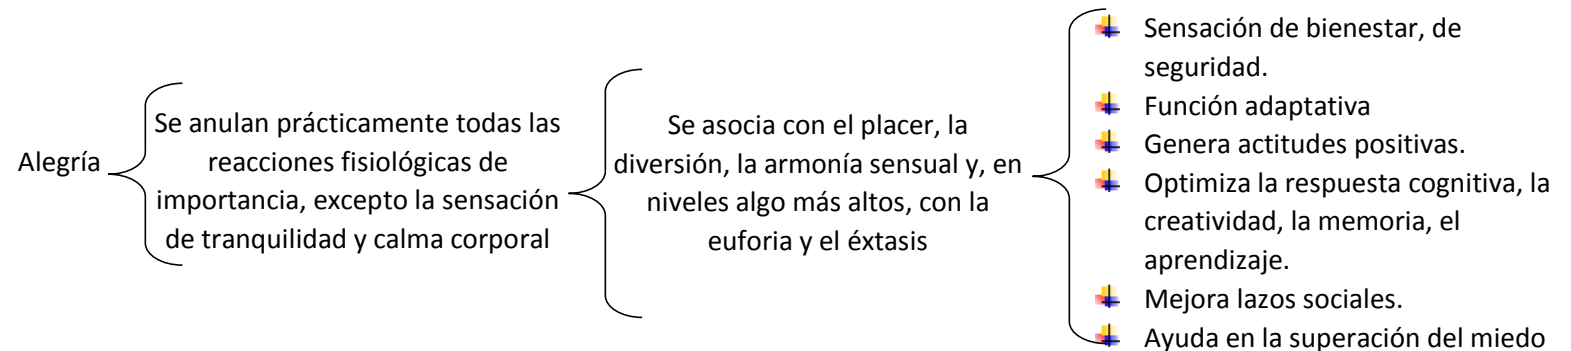 Alegría
Se anulan prácticamente todas las
reacciones fisiológicas de
importancia, excepto la sensación
de tranquilidad y calma corporal
Se asocia con el placer, la
diversión, la armonía sensual y, en
niveles algo más altos, con la
euforia y el éxtasis
Sensación de bienestar, de
seguridad.
Función adaptativa
Genera actitudes positivas.
Optimiza la respuesta cognitiva, la
creatividad, la memoria, el
aprendizaje.
Mejora lazos sociales.
Ayuda en la superación del miedo